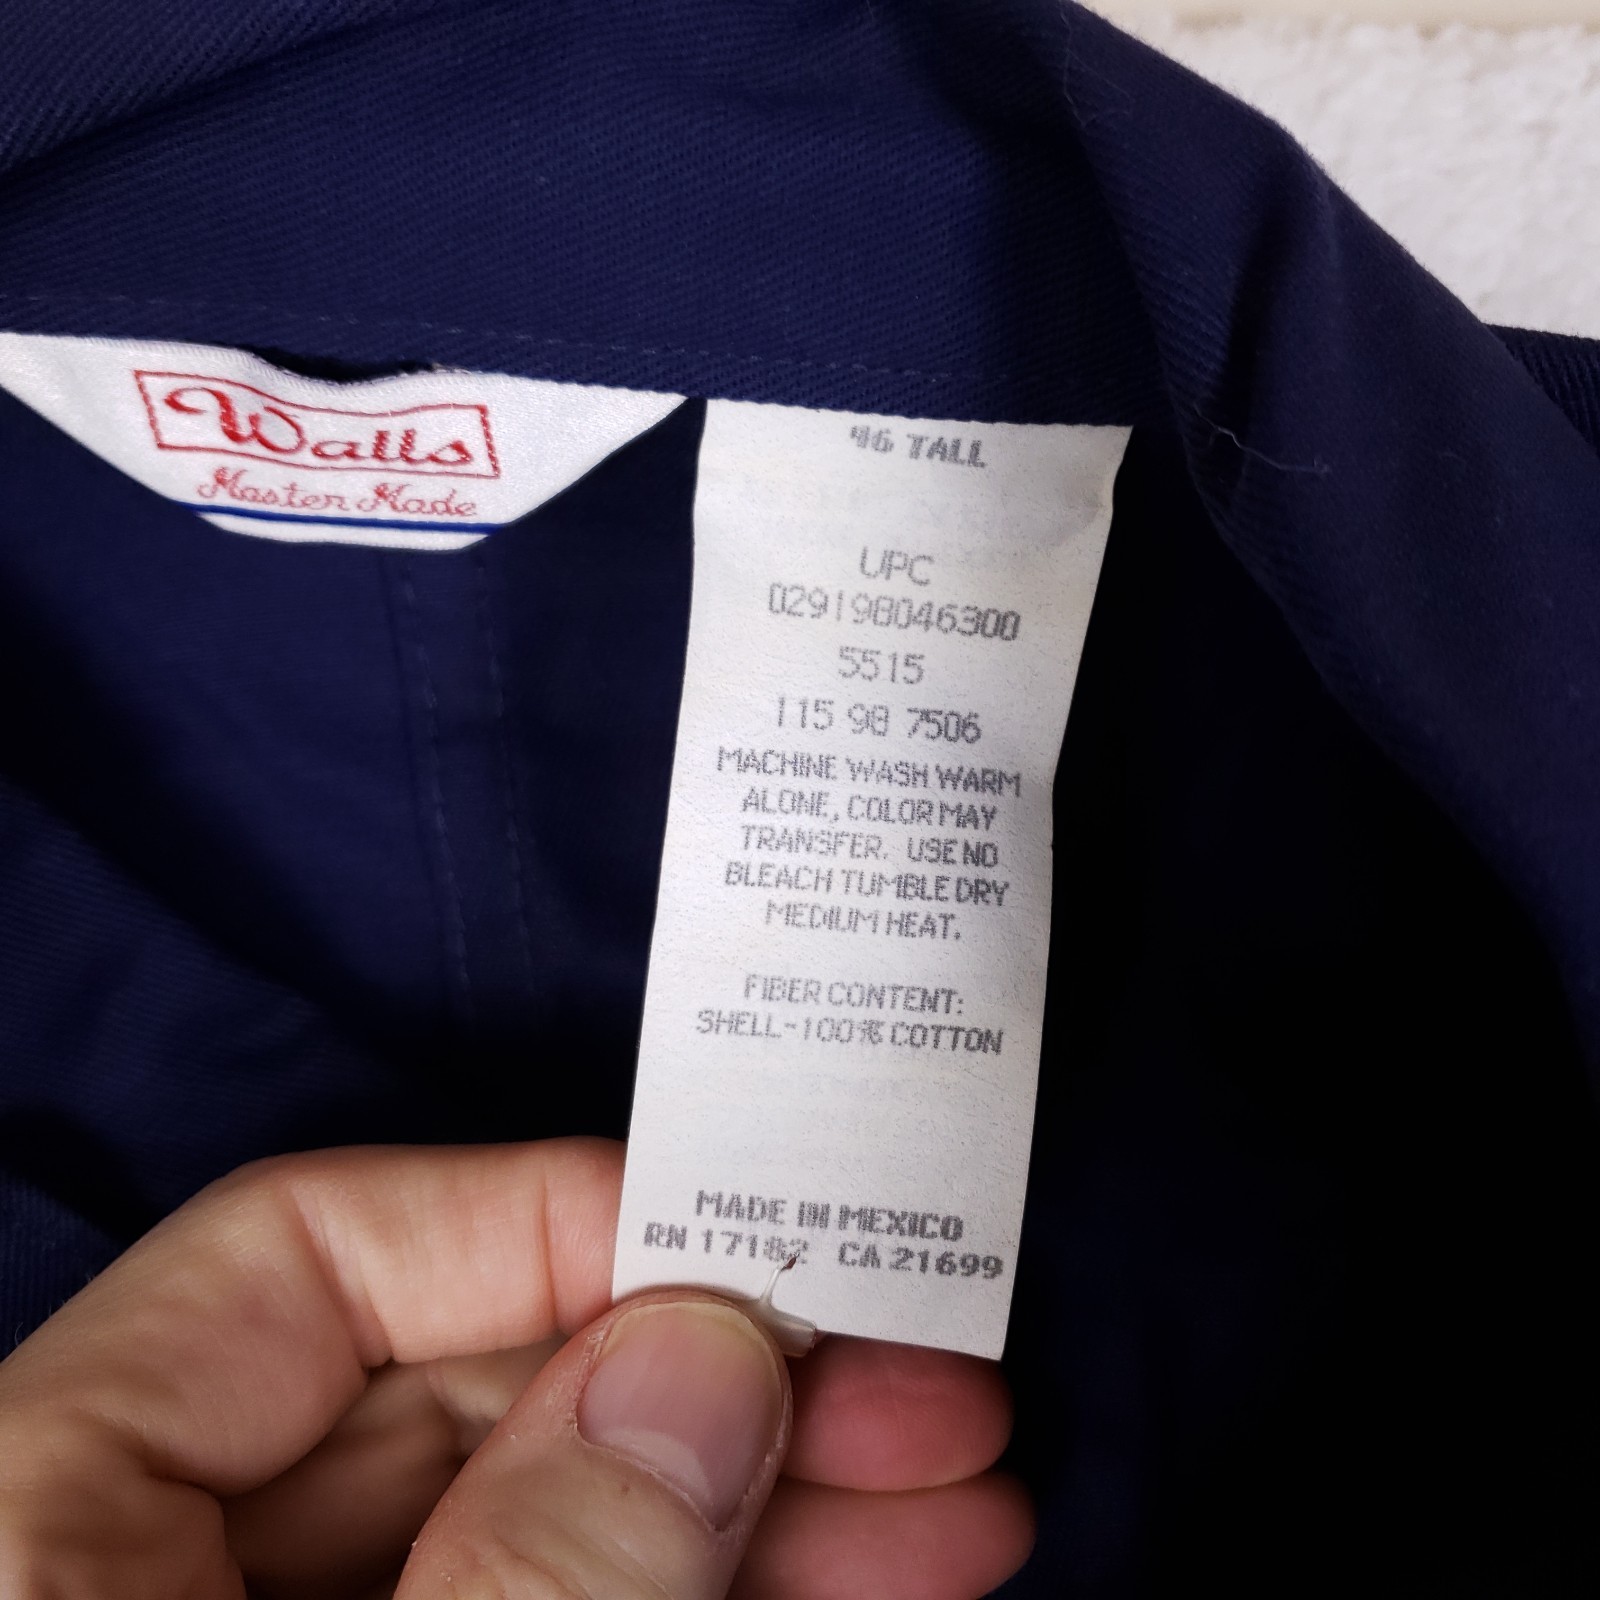 Walls
Master Made
46 TALL
UPC
029198046300
5515
115 98 7506
MACHINE WASH WARM
ALONE, COLOR MAY
TRANSFER. USE NO
BLEACH TUMBLE DRY
MEDIUM HEAT.
FIBER CONTENT:
SHELL-100% COTTON
MADE IN MEXICO
RN 17182 CA 21699